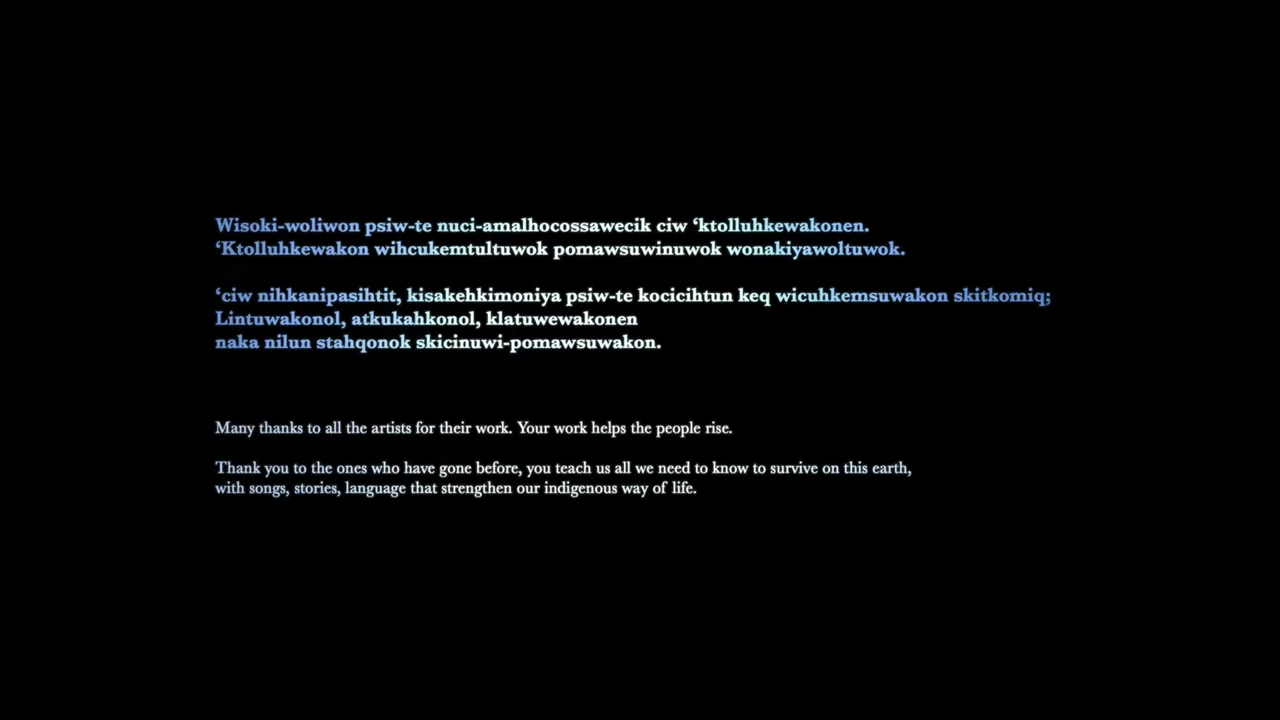 Wisoki-woliwon psiw-te nuci-amalhocossawecik ciw ‘ktolluhkewakonen.
‘Ktolluhkewakon wihcukemtultuwok pomawsuwinuwok wonakiyawoltuwok.
‘ciw nihkanipasihtit, kisakehkimoniya psiw-te kocicihtun keq wicuhkemsuwakon skitkomiq;
Lintuwakonol, atkukahkonol, klatuwewakonen
naka nilun stahqonok skicinuwi-pomawsuwakon.
Many thanks to all the artists for their work. Your work helps the people rise.
Thank you to the ones who have gone before, you teach us all we need to know to survive on this earth,
with songs, stories, language that strengthen our indigenous way of life.